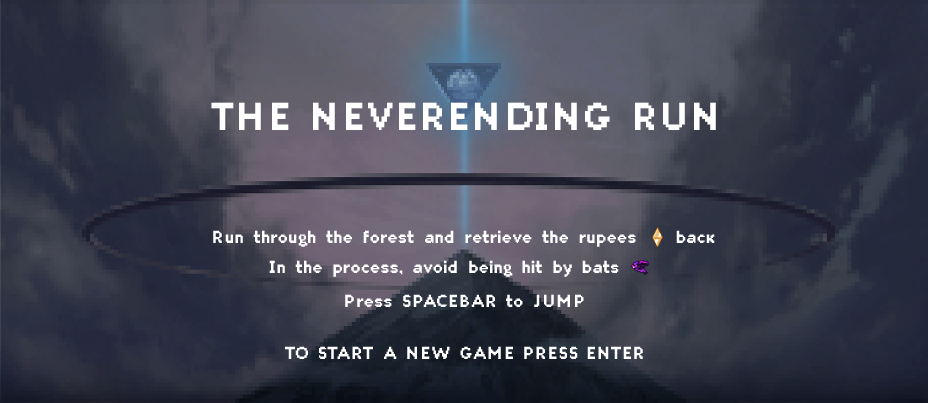 THE NEVERENDING RUN
Run through the forest and retrieve the rupees back
In the process, avoid being hit by bats
Press SPACEBAR to JUMP
TO START A NEW GAME PRESS ENTER